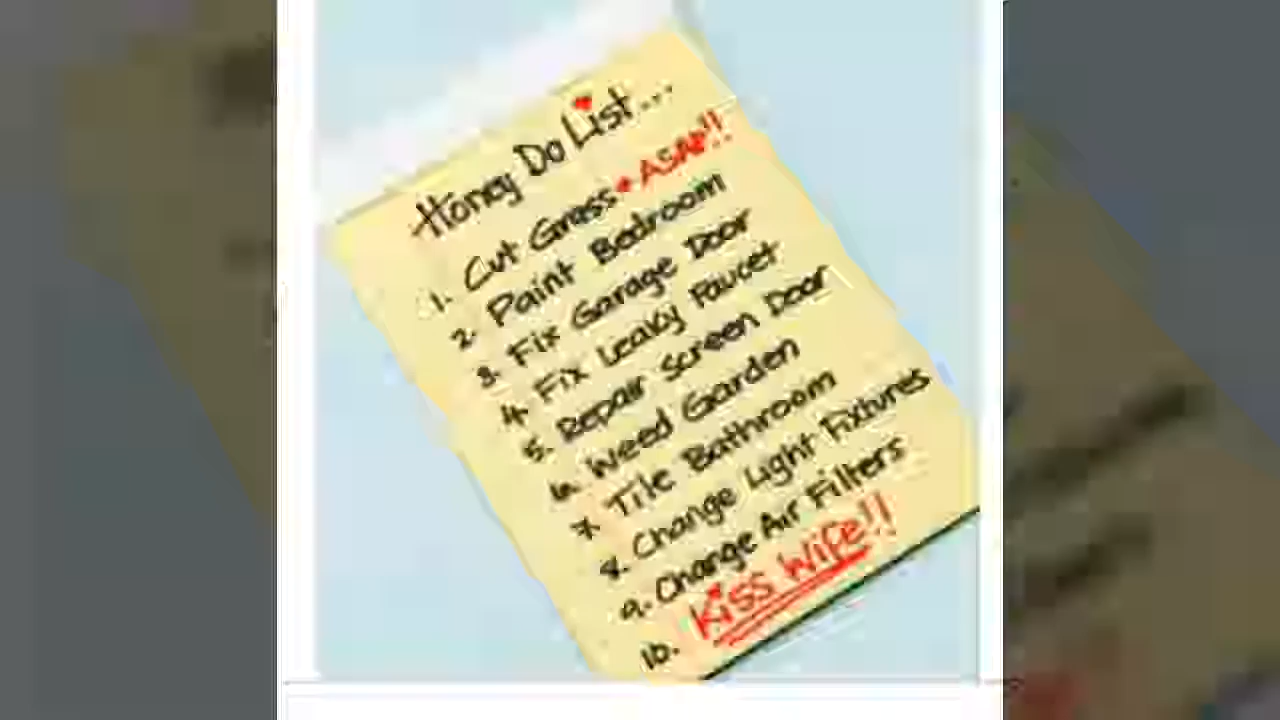 Honey Do List...
1. Cut Grass ASAP!!
2. Paint Bedroom
3. Fix Garage Door
4. Fix Leaky Faucet
5. Repair Screen Door
6. Weed Garden
7. Tile Bathroom
8. Change Light Fixtures
9. Change Air Filters
10. Kiss Wife!!